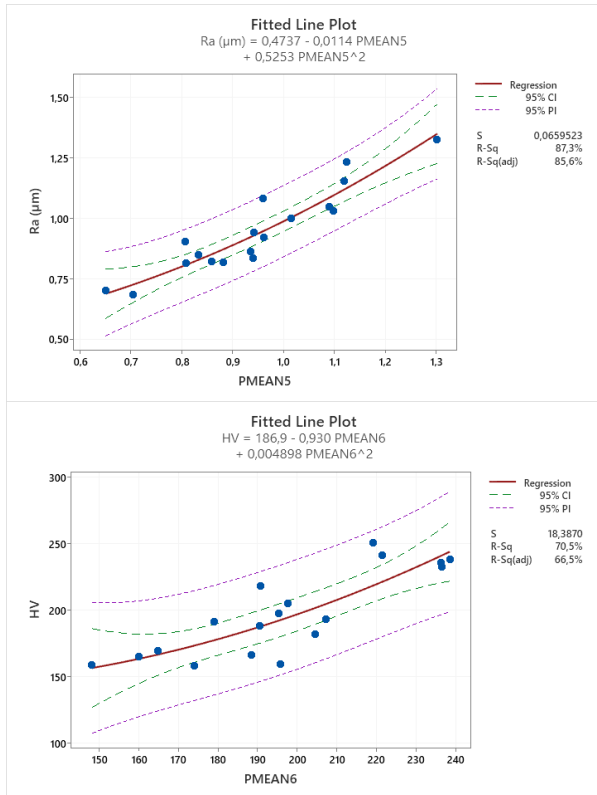 Fitted Line Plot
Ra (µm) = 0,4737 - 0,0114 PMEAN5
+ 0,5253 PMEAN5^2
Regression
95% CI
95% PI
S 0,0659523
R-Sq 87,3%
R-Sq(adj) 85,6%
Ra (µm)
1,50
1,25
1,00
0,75
0,50
0,6 0,7 0,8 0,9 1,0 1,1 1,2 1,3
PMEAN5
Fitted Line Plot
HV = 186,9 - 0,930 PMEAN6
+ 0,004898 PMEAN6^2
Regression
95% CI
95% PI
S 18,3870
R-Sq 70,5%
R-Sq(adj) 66,5%
HV
300
250
200
150
100
150 160 170 180 190 200 210 220 230 240
PMEAN6